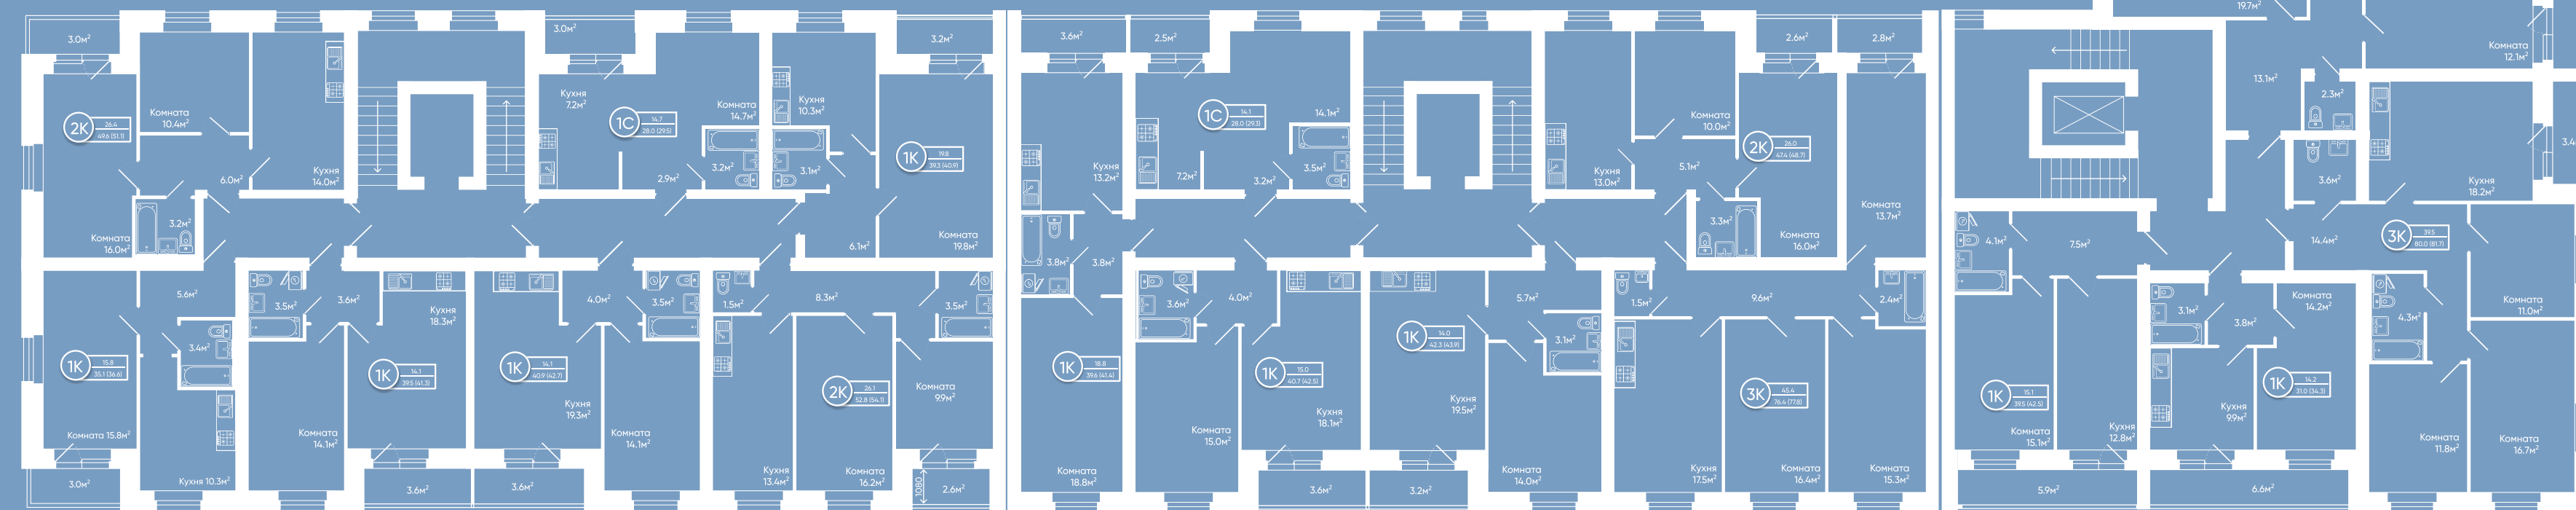 3.0м²
2К
26.4
49.6 (51.1)
Комната
10.4м²
Кухня
14.0м²
6.0м²
3.2м²
Комната
16.0м²
3.0м²
Кухня
7.2м²
1С
14.7
28.0 (29.5)
Комната
14.7м²
3.2м²
2.9м²
Кухня
10.3м²
3.1м²
3.2м²
1К
19.8
39.3 (40.9)
6.1м²
Комната
19.8м²
5.6м²
3.4м²
1К
15.8
35.1 (36.6)
Комната 15.8м²
Кухня 10.3м²
3.0м²
3.5м²
3.6м²
Кухня
18.3м²
1К
14.1
39.5 (41.3)
Комната
14.1м²
3.6м²
4.0м²
3.5м²
1К
14.1
40.9 (42.7)
Кухня
19.3м²
Комната
14.1м²
3.6м²
1.5м²
8.3м²
3.5м²
2К
26.1
52.8 (54.1)
Комната
9.9м²
Кухня
13.4м²
Комната
16.2м²
1080
2.6м²
3.6м²
2.5м²
Кухня
13.2м²
3.8м²
3.8м²
1К
18.8
39.6 (41.4)
Комната
18.8м²
1С
14.1
28.0 (29.3)
14.1м²
3.5м²
7.2м²
3.2м²
Кухня
13.0м²
Комната
10.0м²
5.1м²
2.6м²
2.8м²
2К
26.0
47.4 (48.7)
3.3м²
Комната
16.0м²
Комната
13.7м²
3.6м²
4.0м²
1К
15.0
40.7 (42.5)
Комната
15.0м²
Кухня
18.1м²
3.6м²
1К
14.0
42.3 (43.9)
5.7м²
3.1м²
Кухня
19.5м²
Комната
14.0м²
3.2м²
1.5м²
9.6м²
2.4м²
3К
45.4
76.4 (77.8)
Кухня
17.5м²
Комната
16.4м²
Комната
15.3м²
19.7м²
Комната
12.1м²
13.1м²
2.3м²
3.4
3.6м²
Кухня
18.2м²
4.1м²
7.5м²
14.4м²
3К
39.5
80.0 (81.7)
3.1м²
3.8м²
Комната
14.2м²
4.3м²
Комната
11.0м²
1К
15.1
39.5 (42.5)
Комната
15.1м²
Кухня
12.8м²
1К
14.2
31.0 (34.3)
Кухня
9.9м²
Комната
11.8м²
Комната
16.7м²
5.9м²
6.6м²